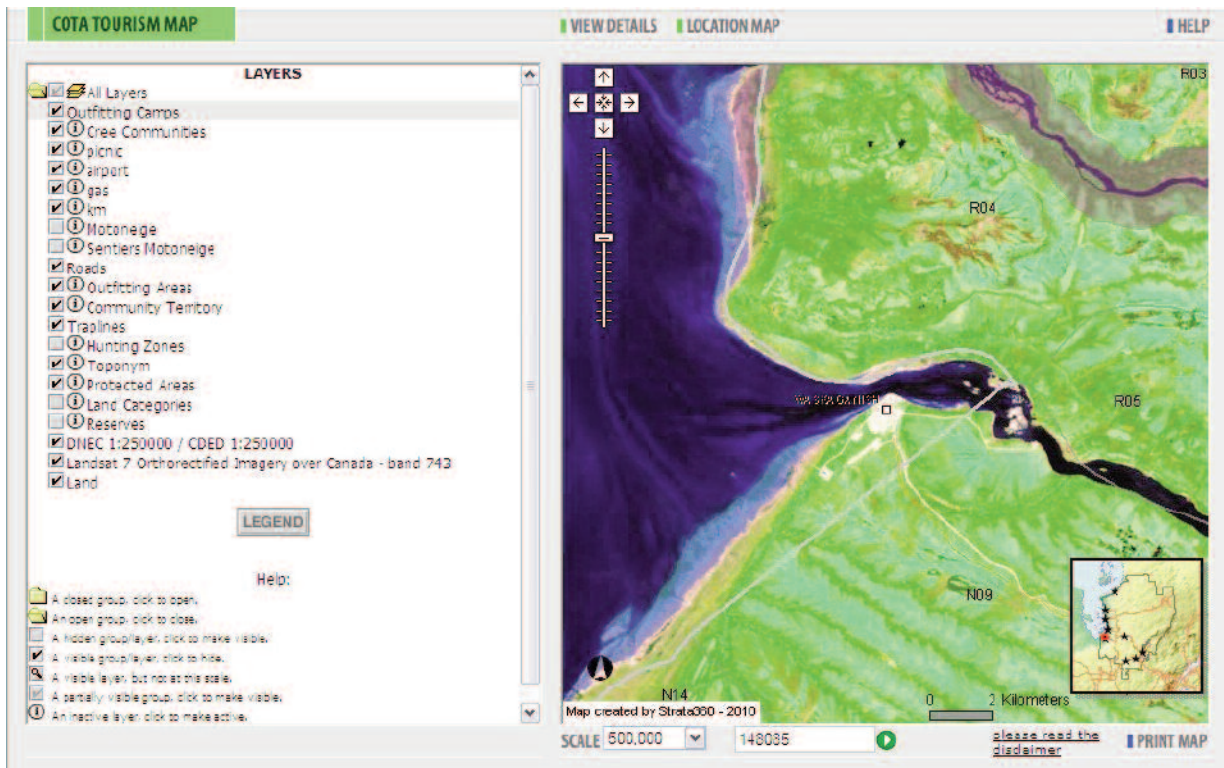 COTA TOURISM MAP
VIEW DETAILS
LOCATION MAP
HELP
LAYERS
All Layers
Outfitting Camps
Cree Communities
picnic
airport
gas
km
Motoneige
Sentiers Motoneige
Roads
Outfitting Areas
Community Territory
Traplines
Hunting Zones
Toponym
Protected Areas
Land Categories
Reserves
DNEC 1:250000 / CDED 1:250000
Landsat 7 Orthorectified Imagery over Canada - band 743
Land
LEGEND
Help:
A closed group, click to open.
An open group, click to close.
A hidden group/layer, click to make visible.
A visible group/layer, click to hide.
A visible layer, but not at this scale.
A partially visible group, click to make visible.
An inactive layer, click to make active.
R03
R04
R05
N09
N14
0 2 Kilometers
Map created by Strata360 - 2010
SCALE
500,000
148035
please read the
disclaimer
PRINT MAP